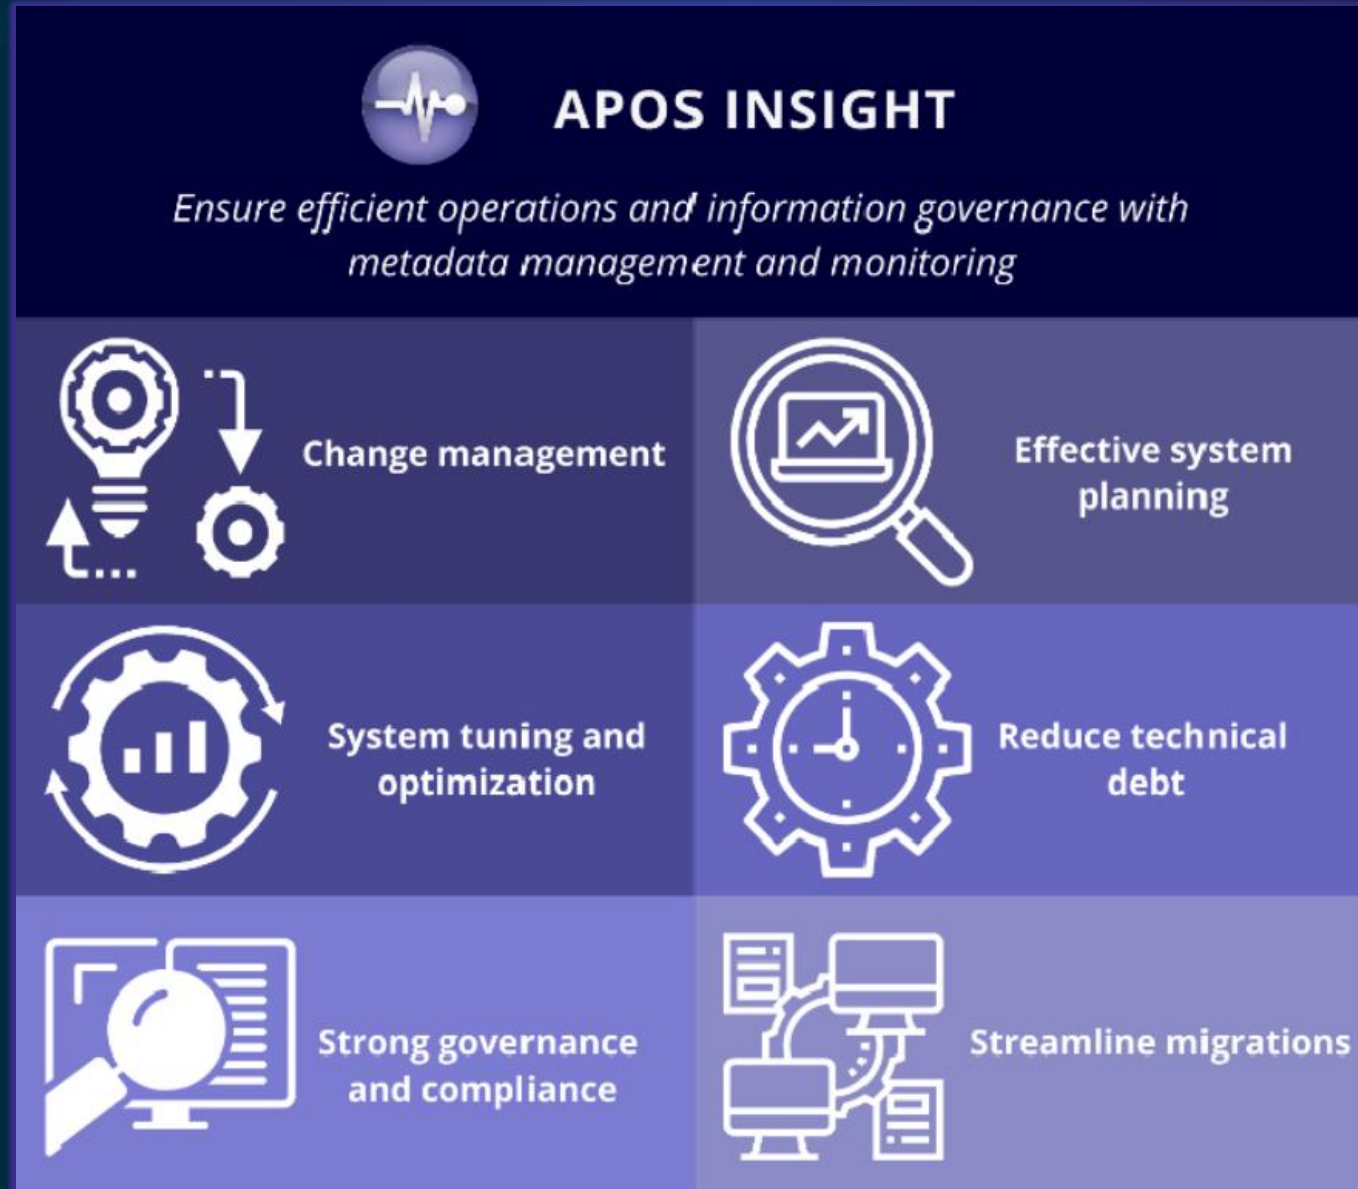 APOS INSIGHT
Ensure efficient operations and information governance with
metadata management and monitoring
Change management
Effective system
planning
System tuning and
optimization
Reduce technical
debt
Strong governance
and compliance
Streamline migrations